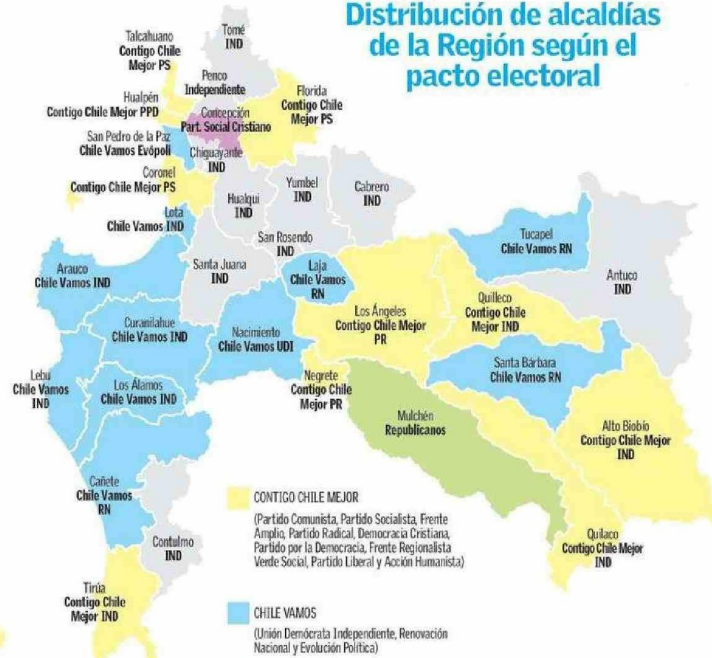 Distribución de alcaldías
de la Región según el
pacto electoral
Talcahuano
Contigo Chile
Mejor PS
Tomé
IND
Penco
Independiente
Florida
Contigo Chile
Mejor PS
Hualpén
Contigo Chile Mejor PPD
Concepción
Part. Social Cristiano
San Pedro de la Paz
Chile Vamos Evópoli
Chiguayante
IND
Coronel
Contigo Chile Mejor PS
Hualqui
IND
Yumbel
IND
Cabrero
IND
Lota
Chile Vamos IND
San Rosendo
IND
Tucapel
Chile Vamos RN
Arauco
Chile Vamos IND
Santa Juana
IND
Laja
Chile Vamos
RN
Antuco
IND
Los Ángeles
Contigo Chile Mejor
PR
Quilleco
Contigo Chile
Mejor IND
Curanilahue
Chile Vamos IND
Nacimiento
Chile Vamos UDI
Santa Bárbara
Chile Vamos RN
Lebu
Chile Vamos
IND
Los Álamos
Chile Vamos IND
Negrete
Contigo Chile
Mejor PR
Mulchén
Republicanos
Alto Biobío
Contigo Chile Mejor
IND
Cañete
Chile Vamos
RN
Contulmo
IND
Quilaco
Contigo Chile Mejor
IND
Tirúa
Contigo Chile
Mejor IND
CONTIGO CHILE MEJOR
(Partido Comunista, Partido Socialista, Frente
Amplio, Partido Radical, Democracia Cristiana,
Partido por la Democracia, Frente Regionalista
Verde Social, Partido Liberal y Acción Humanista)
CHILE VAMOS
(Unión Demócrata Independiente, Renovación
Nacional y Evolución Política)